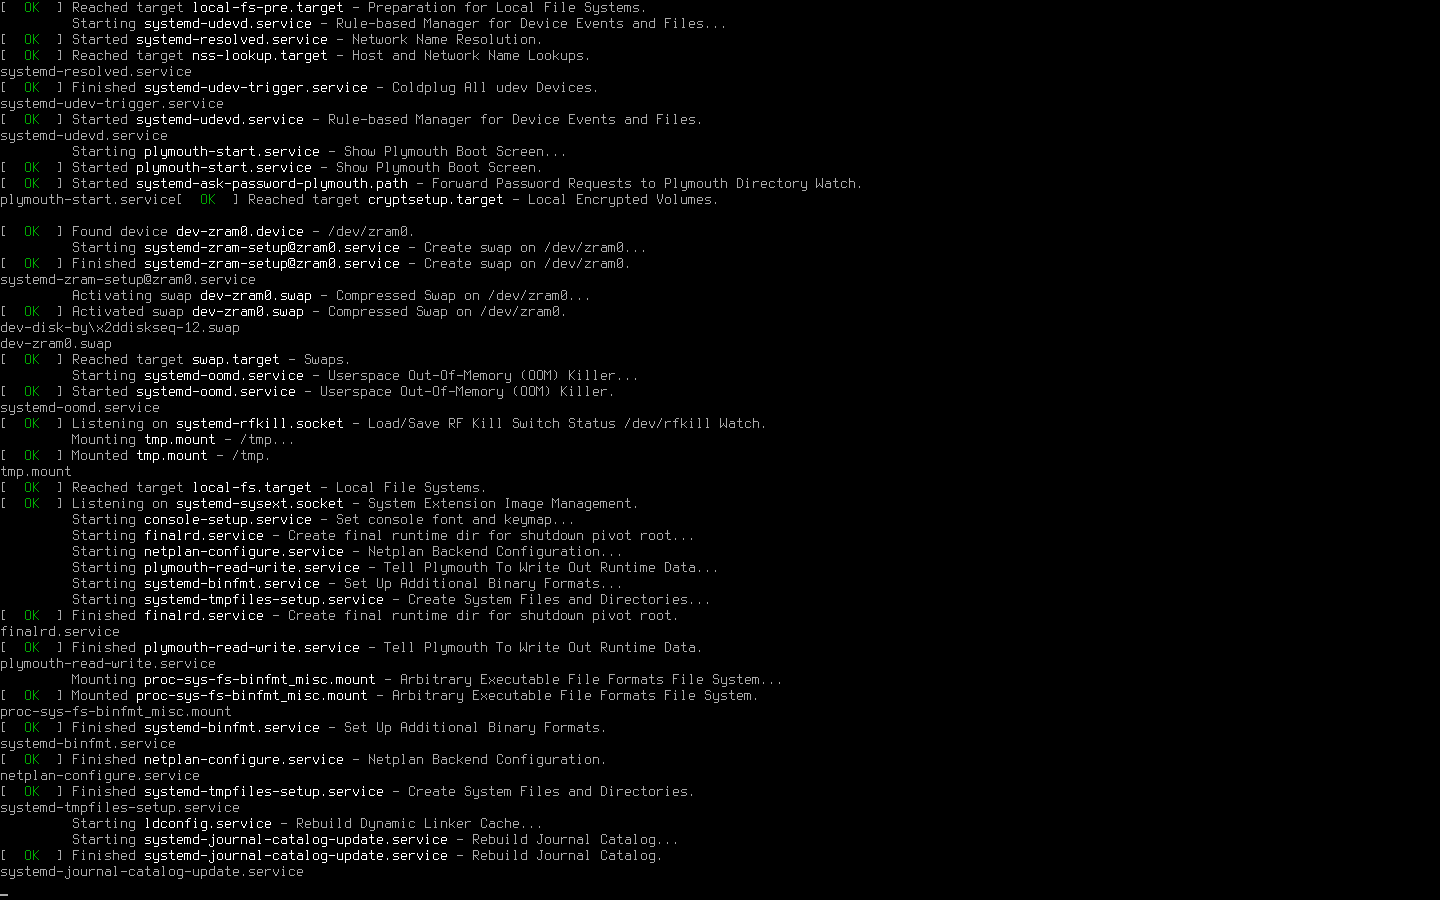 [  OK  ] Reached target local-fs-pre.target - Preparation for Local File Systems.
         Starting systemd-udevd.service - Rule-based Manager for Device Events and Files...
[  OK  ] Started systemd-resolved.service - Network Name Resolution.
[  OK  ] Reached target nss-lookup.target - Host and Network Name Lookups.
systemd-resolved.service
[  OK  ] Finished systemd-udev-trigger.service - Coldplug All udev Devices.
systemd-udev-trigger.service
[  OK  ] Started systemd-udevd.service - Rule-based Manager for Device Events and Files.
systemd-udevd.service
         Starting plymouth-start.service - Show Plymouth Boot Screen...
[  OK  ] Started plymouth-start.service - Show Plymouth Boot Screen.
[  OK  ] Started systemd-ask-password-plymouth.path - Forward Password Requests to Plymouth Directory Watch.
plymouth-start.service[  OK  ] Reached target cryptsetup.target - Local Encrypted Volumes.

[  OK  ] Found device dev-zram0.device - /dev/zram0.
         Starting systemd-zram-setup@zram0.service - Create swap on /dev/zram0...
[  OK  ] Finished systemd-zram-setup@zram0.service - Create swap on /dev/zram0.
systemd-zram-setup@zram0.service
         Activating swap dev-zram0.swap - Compressed Swap on /dev/zram0...
[  OK  ] Activated swap dev-zram0.swap - Compressed Swap on /dev/zram0.
dev-disk-by\x2ddiskseq-12.swap
dev-zram0.swap
[  OK  ] Reached target swap.target - Swaps.
         Starting systemd-oomd.service - Userspace Out-Of-Memory (OOM) Killer...
[  OK  ] Started systemd-oomd.service - Userspace Out-Of-Memory (OOM) Killer.
systemd-oomd.service
[  OK  ] Listening on systemd-rfkill.socket - Load/Save RF Kill Switch Status /dev/rfkill Watch.
         Mounting tmp.mount - /tmp...
[  OK  ] Mounted tmp.mount - /tmp.
tmp.mount
[  OK  ] Reached target local-fs.target - Local File Systems.
[  OK  ] Listening on systemd-sysext.socket - System Extension Image Management.
         Starting console-setup.service - Set console font and keymap...
         Starting finalrd.service - Create final runtime dir for shutdown pivot root...
         Starting netplan-configure.service - Netplan Backend Configuration...
         Starting plymouth-read-write.service - Tell Plymouth To Write Out Runtime Data...
         Starting systemd-binfmt.service - Set Up Additional Binary Formats...
         Starting systemd-tmpfiles-setup.service - Create System Files and Directories...
[  OK  ] Finished finalrd.service - Create final runtime dir for shutdown pivot root.
finalrd.service
[  OK  ] Finished plymouth-read-write.service - Tell Plymouth To Write Out Runtime Data.
plymouth-read-write.service
         Mounting proc-sys-fs-binfmt_misc.mount - Arbitrary Executable File Formats File System...
[  OK  ] Mounted proc-sys-fs-binfmt_misc.mount - Arbitrary Executable File Formats File System.
proc-sys-fs-binfmt_misc.mount
[  OK  ] Finished systemd-binfmt.service - Set Up Additional Binary Formats.
systemd-binfmt.service
[  OK  ] Finished netplan-configure.service - Netplan Backend Configuration.
netplan-configure.service
[  OK  ] Finished systemd-tmpfiles-setup.service - Create System Files and Directories.
systemd-tmpfiles-setup.service
         Starting ldconfig.service - Rebuild Dynamic Linker Cache...
         Starting systemd-journal-catalog-update.service - Rebuild Journal Catalog...
[  OK  ] Finished systemd-journal-catalog-update.service - Rebuild Journal Catalog.
systemd-journal-catalog-update.service